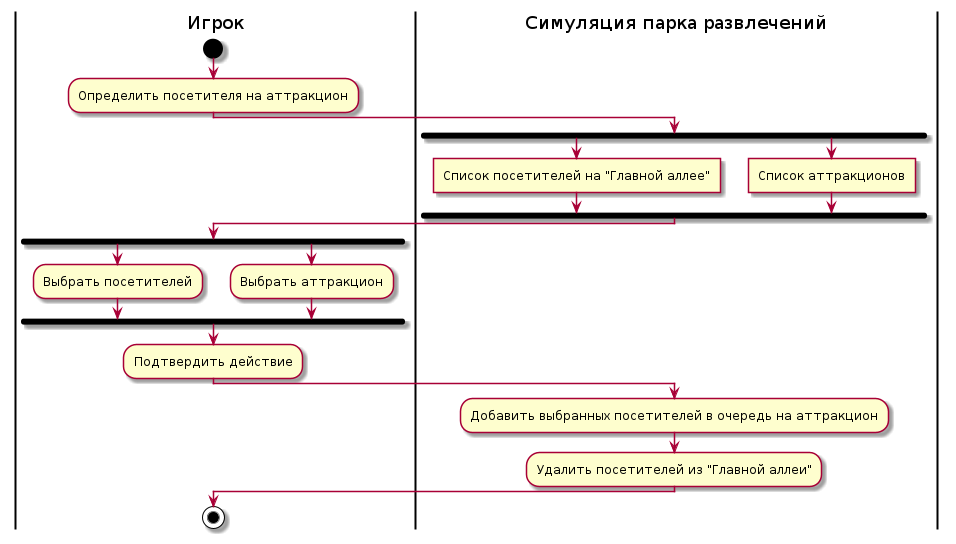 Игрок
Симуляция парка развлечений
Определить посетителя на аттракцион
Список посетителей на "Главной аллее"
Список аттракционов
Выбрать посетителей
Выбрать аттракцион
Подтвердить действие
Добавить выбранных посетителей в очередь на аттракцион
Удалить посетителей из "Главной аллеи"